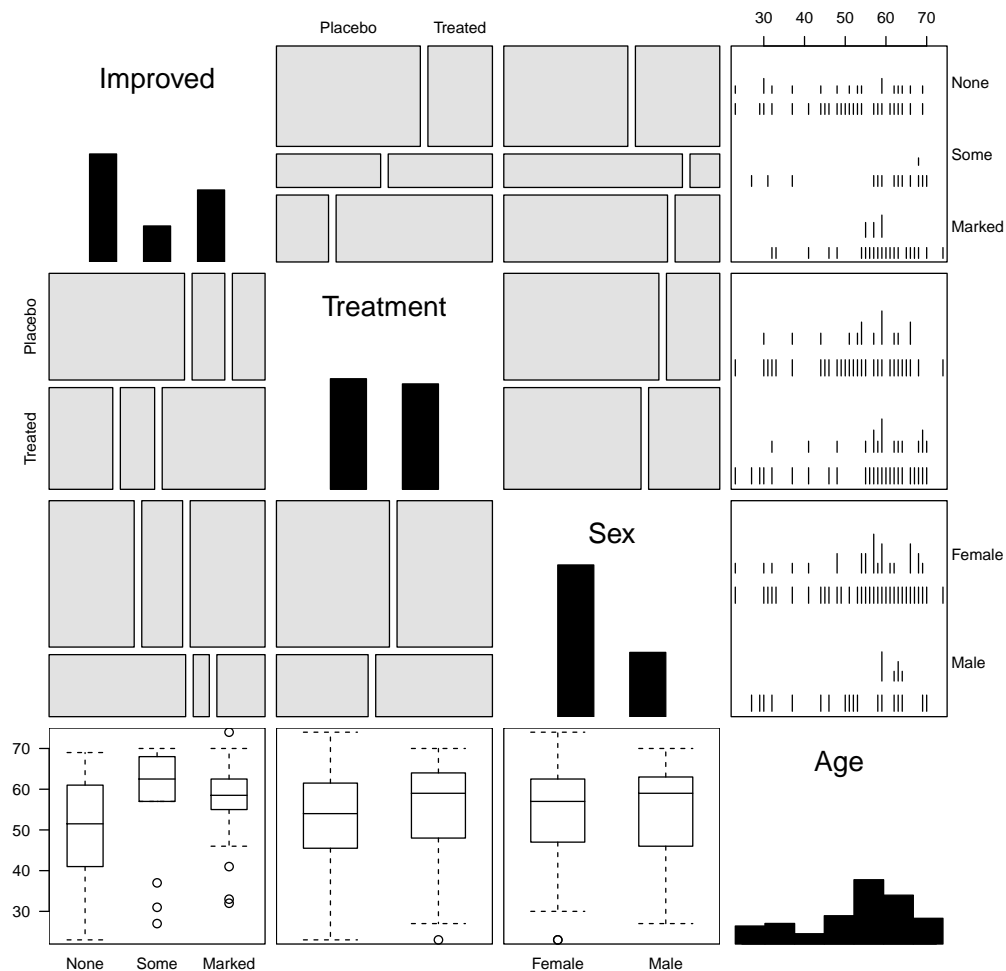 30 40 50 60 70
Placebo Treated
Improved
None
Some
Marked
Placebo
Treatment
Treated
Sex
Female
Male
Age
70
60
50
40
30
None Some Marked
Female Male